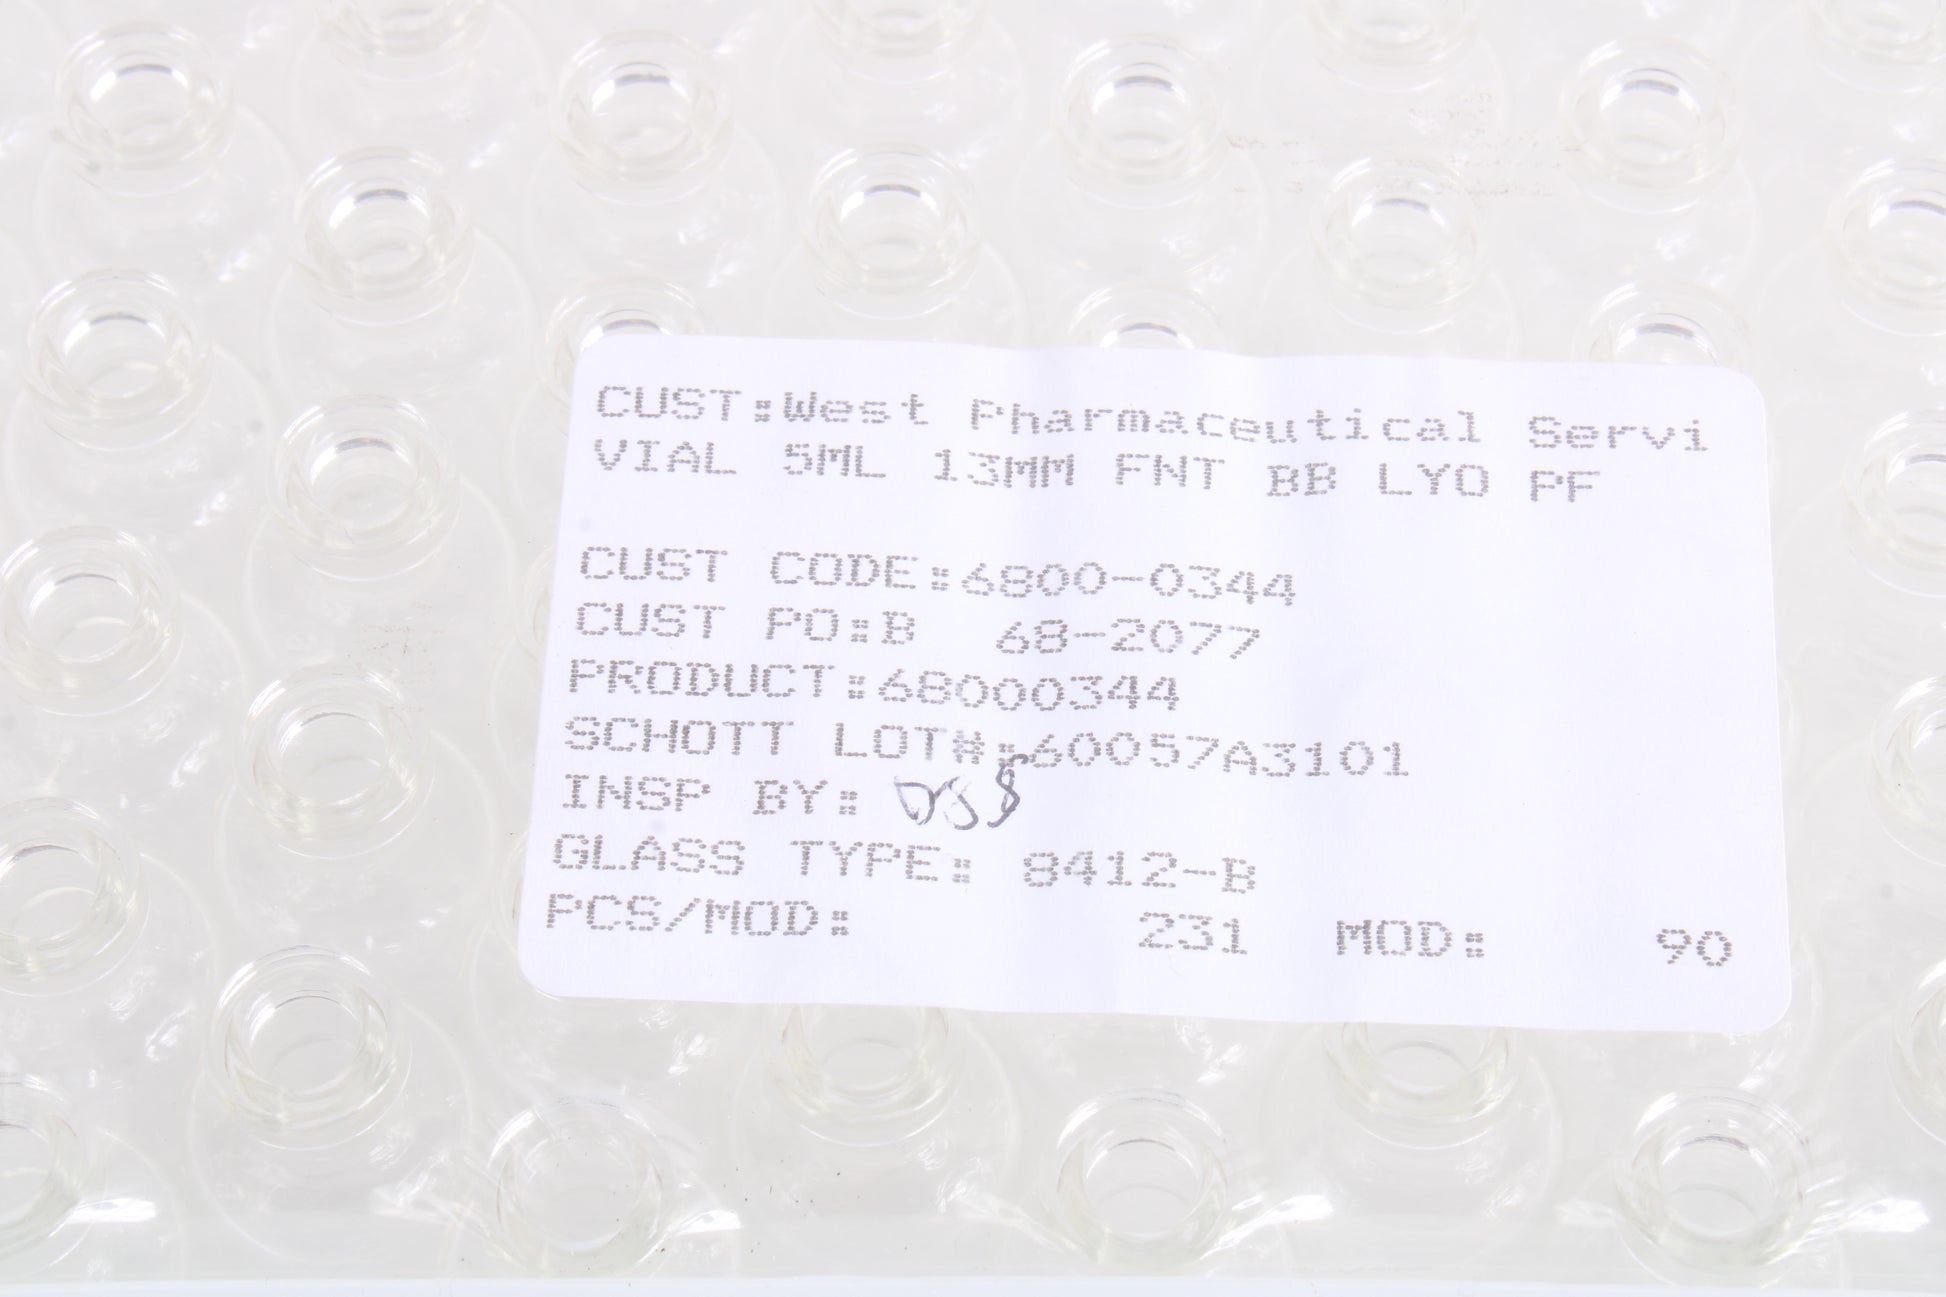 CUST:West Pharmaceutical Servi
VIAL 5ML 13MM FNT BB LYO PF
CUST CODE:6800-0344
CUST PO:B 68-2077
PRODUCT:68000344
SCHOTT LOT#:60057A3101
INSP BY:
GLASS TYPE: 8412-B
PCS/MOD: 231 MOD: 90